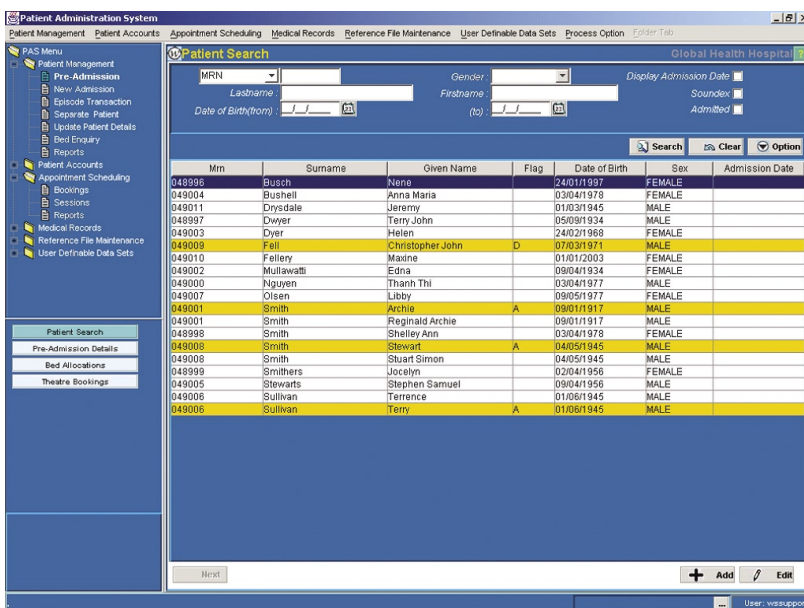 Patient Administration System
Patient Management Patient Accounts Appointment Scheduling Medical Records Reference File Maintenance User Definable Data Sets Process Option Folder Tab
PAS Menu
Patient Management
Pre-Admission
New Admission
Episode Transaction
Separate Patient
Update Patient Details
Bed Enquiry
Reports
Patient Accounts
Appointment Scheduling
Bookings
Sessions
Reports
Medical Records
Reference File Maintenance
User Definable Data Sets
Patient Search
Pre-Admission Details
Bed Allocations
Theatre Bookings
Patient Search Global Health Hospital ?
MRN Gender : Display Admission Date
Lastname : Firstname : Soundex
Date of Birth(from) : _/_/_ (to) : _/_/_ Admitted
Search Clear Option
Mrn Surname Given Name Flag Date of Birth Sex Admission Date
048996 Busch Nene 24/01/1997 FEMALE
049004 Bushell Anna Maria 03/04/1978 FEMALE
049011 Drysdale Jeremy 01/03/1945 MALE
048997 Dwyer Terry John 05/09/1934 MALE
049003 Dyer Helen 24/02/1968 FEMALE
049009 Fell Christopher John D 07/03/1971 MALE
049010 Fellery Maxine 01/01/2003 FEMALE
049002 Mullawatti Edna 09/04/1934 FEMALE
049000 Nguyen Thanh Thi 03/04/1977 MALE
049007 Olsen Libby 09/05/1977 FEMALE
049001 Smith Archie A 09/01/1917 MALE
049001 Smith Reginald Archie 09/01/1917 MALE
048998 Smith Shelley Ann 03/04/1978 FEMALE
049008 Smith Stewart A 04/05/1945 MALE
049008 Smith Stuart Simon 04/05/1945 MALE
048999 Smithers Jocelyn 02/04/1956 FEMALE
049005 Stewarts Stephen Samuel 09/04/1956 MALE
049006 Sullivan Terrence 01/06/1945 MALE
049006 Sullivan Terry A 01/06/1945 MALE
Next Add Edit
... User: wssuppor